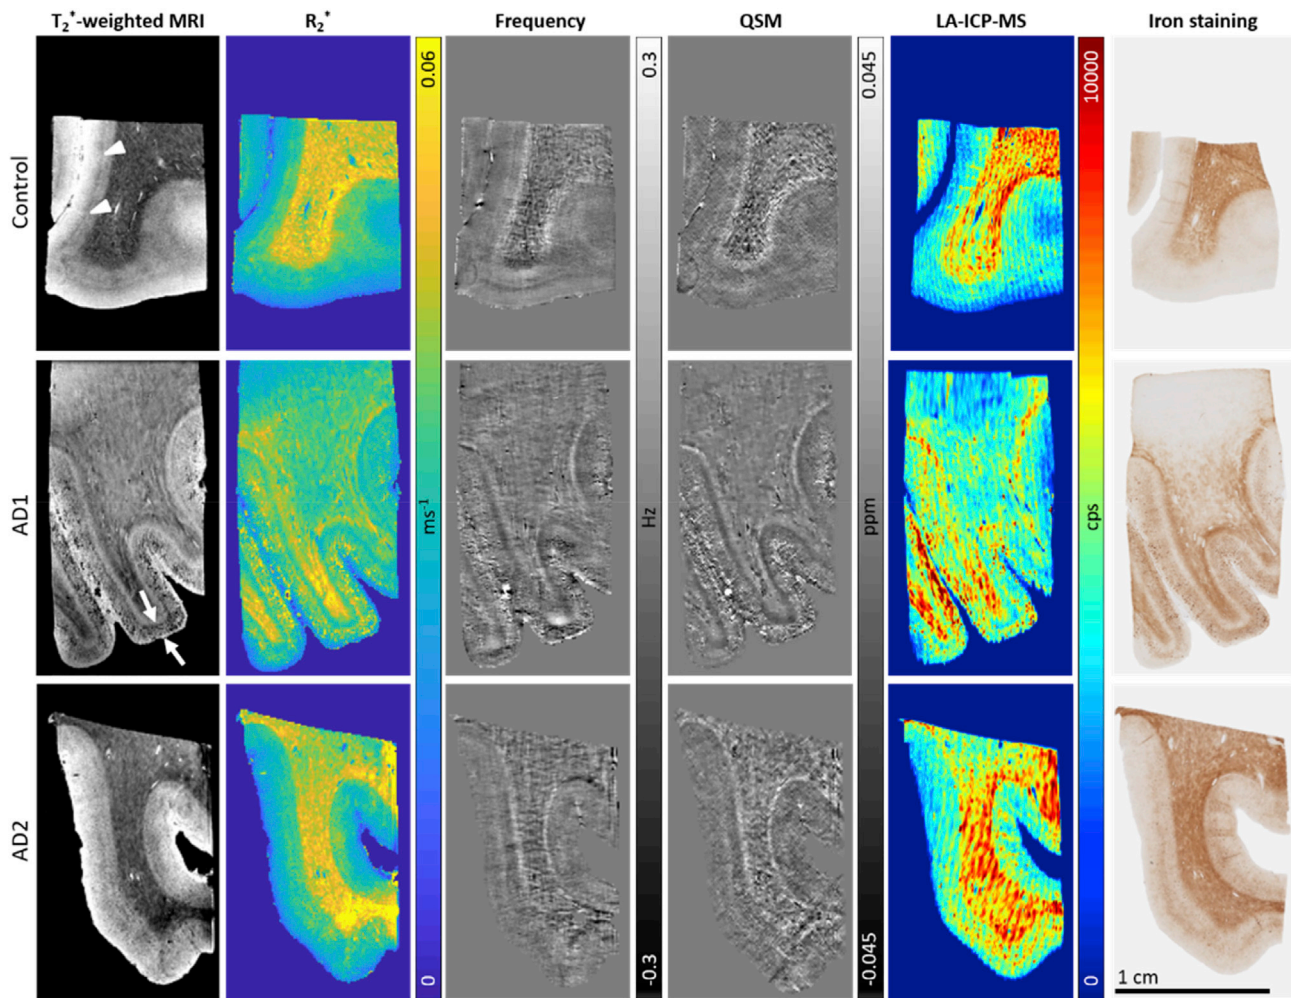 T₂*-weighted MRI R₂* Frequency QSM LA-ICP-MS Iron staining
Control
0.06 0.3 0.045 10000
AD1
ms⁻¹ Hz ppm cps
AD2
0 -0.3 -0.045 0 1 cm